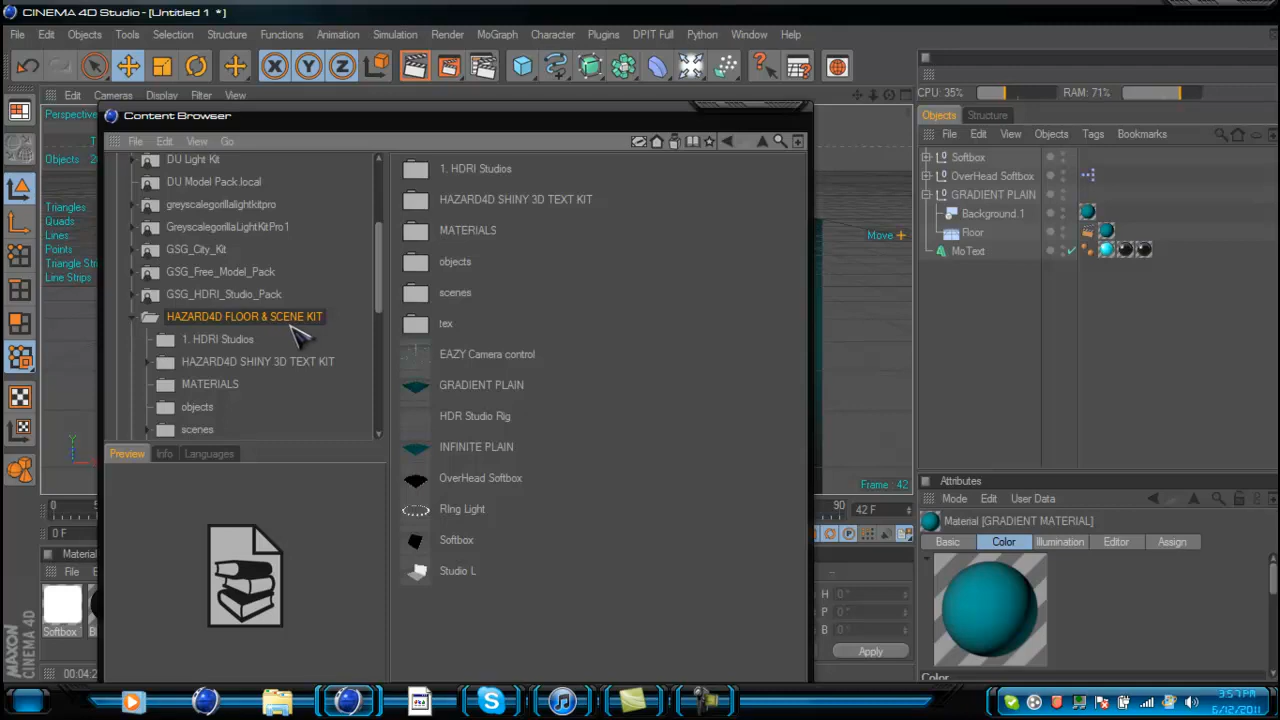 CINEMA 4D Studio - [Untitled 1 *]
File Edit Objects Tools Selection Structure Functions Animation Simulation Render MoGraph Character Plugins DPIT Full Python Window Help
Edit Cameras Display Filter View
Perspective
Objects
Triangles
Quads
Lines
Points
Triangle Strips
Line Strips
Content Browser
File Edit View Go
DU Light Kit
DU Model Pack.local
greyscalegorillalightkitpro
GreyscalegorillaLightKitPro1
GSG_City_Kit
GSG_Free_Model_Pack
GSG_HDRI_Studio_Pack
HAZARD4D FLOOR & SCENE KIT
1. HDRI Studios
HAZARD4D SHINY 3D TEXT KIT
MATERIALS
objects
scenes
1. HDRI Studios
HAZARD4D SHINY 3D TEXT KIT
MATERIALS
objects
scenes
tex
EAZY Camera control
GRADIENT PLAIN
HDR Studio Rig
INFINITE PLAIN
OverHead Softbox
RIng Light
Softbox
Studio L
Preview Info Languages
Move
Frame : 42
0
90 42 F
0 F
Material
File
Softbox
MAXON
CINEMA 4D
H 0 °
P 0 °
B 0 °
Apply
CPU: 35% RAM: 71%
Objects Structure
File Edit View Objects Tags Bookmarks
Softbox
OverHead Softbox
GRADIENT PLAIN
Background.1
Floor
MoText
Attributes
Mode Edit User Data
Material [GRADIENT MATERIAL]
Basic Color Illumination Editor Assign
Color
3:57 PM
6/12/2011